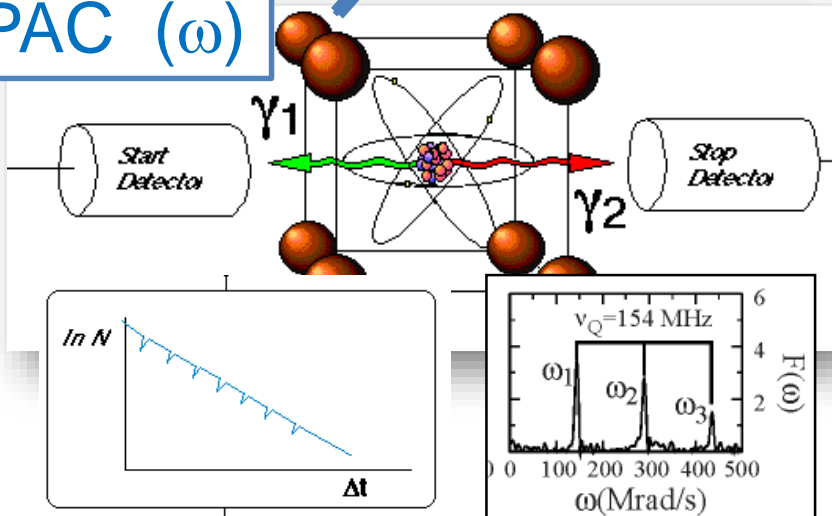 PAC (ω)
γ1
Start
Detector
Stop
Detector
γ2
ln N
Δt
νQ=154 MHz
ω1
ω2
ω3
6
4
2
F(ω)
0 0 100 200 300 400 500
ω(Mrad/s)